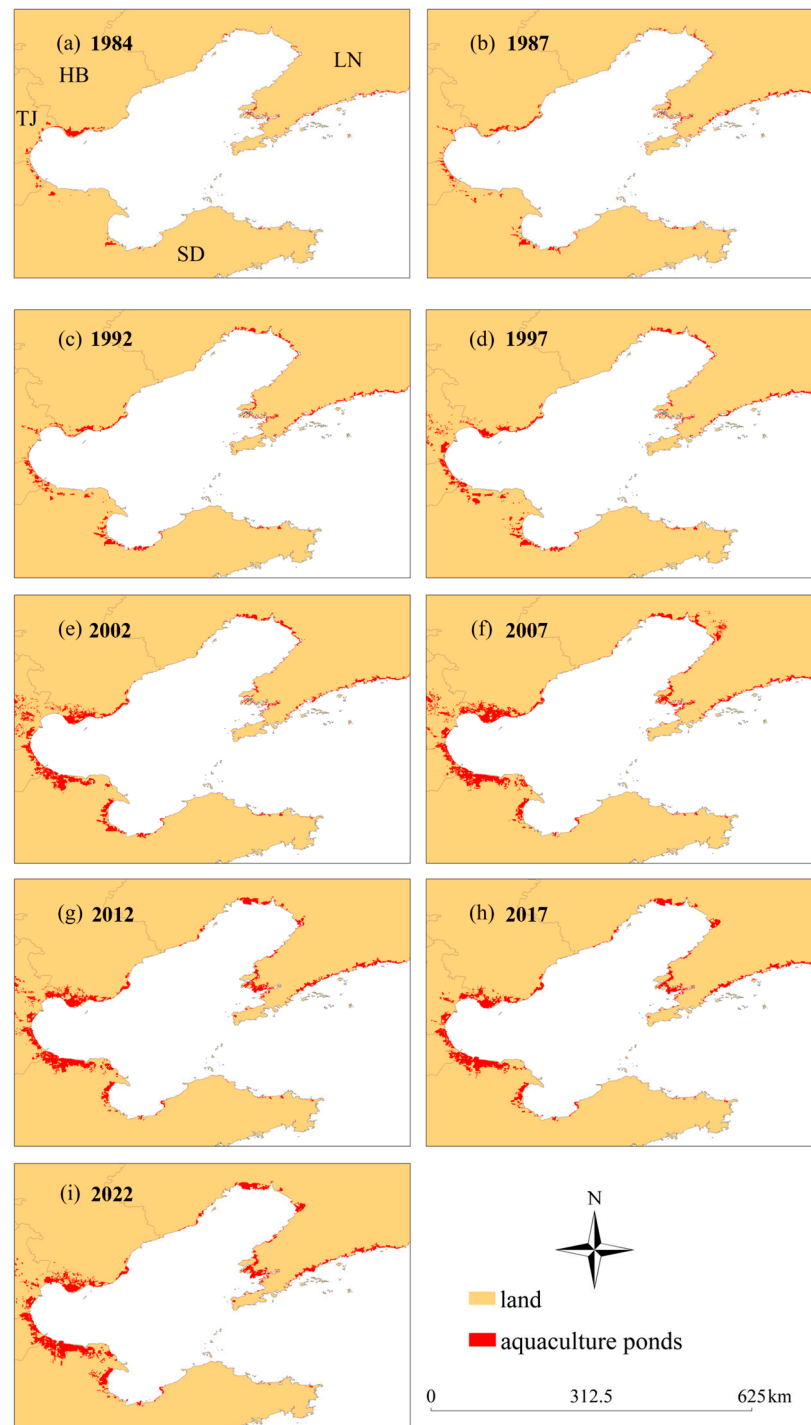 (a) 1984
HB
LN
TJ
SD
(b) 1987
(c) 1992
(d) 1997
(e) 2002
(f) 2007
(g) 2012
(h) 2017
(i) 2022
N
land
aquaculture ponds
0 312.5 625km